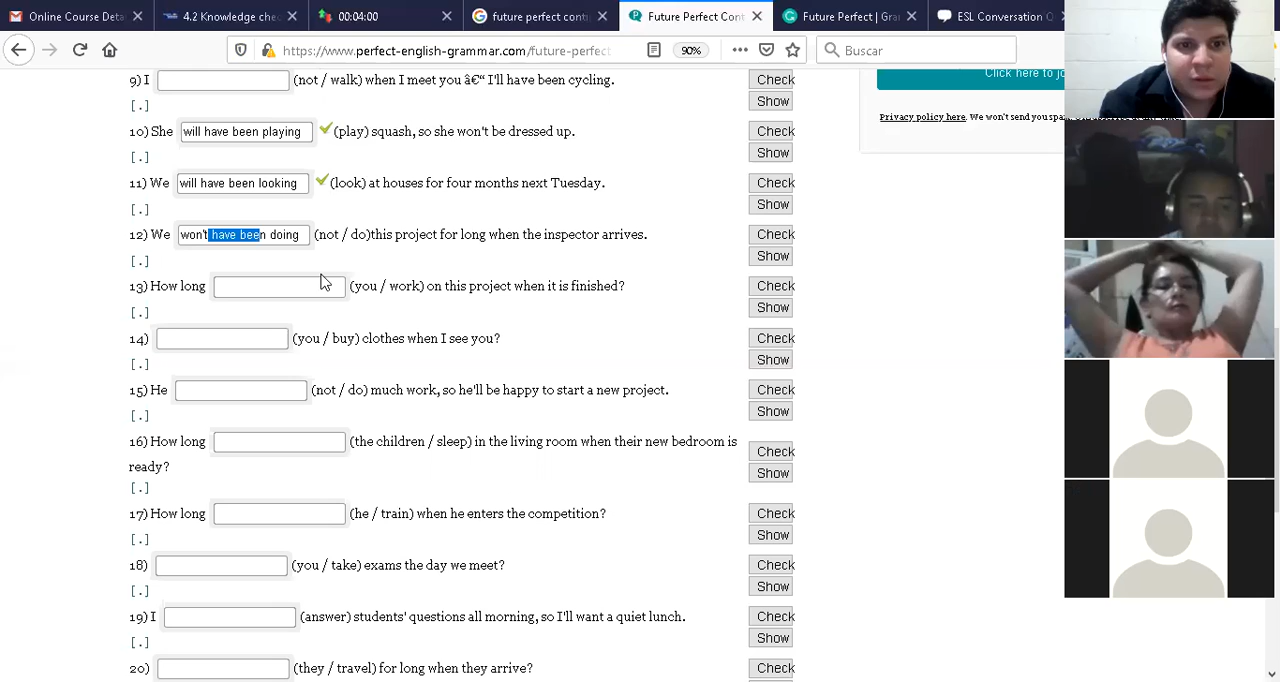 Online Course Deta
4.2 Knowledge che
00:04:00
future perfect conti
Future Perfect Cont
Future Perfect | Gra
ESL Conversation Q
https://www.perfect-english-grammar.com/future-perfect
90%
Buscar
9) I (not / walk) when I meet you â€“ I'll have been cycling. Check
[.] Show
Click here to jo
Privacy policy here. We won't send you spam.
10) She will have been playing (play) squash, so she won't be dressed up. Check
[.] Show
11) We will have been looking (look) at houses for four months next Tuesday. Check
[.] Show
12) We won't have been doing (not / do)this project for long when the inspector arrives. Check
[.] Show
13) How long (you / work) on this project when it is finished? Check
[.] Show
14) (you / buy) clothes when I see you? Check
[.] Show
15) He (not / do) much work, so he'll be happy to start a new project. Check
[.] Show
16) How long (the children / sleep) in the living room when their new bedroom is
ready? Check
[.] Show
17) How long (he / train) when he enters the competition? Check
[.] Show
18) (you / take) exams the day we meet? Check
[.] Show
19) I (answer) students' questions all morning, so I'll want a quiet lunch. Check
[.] Show
20) (they / travel) for long when they arrive? Check